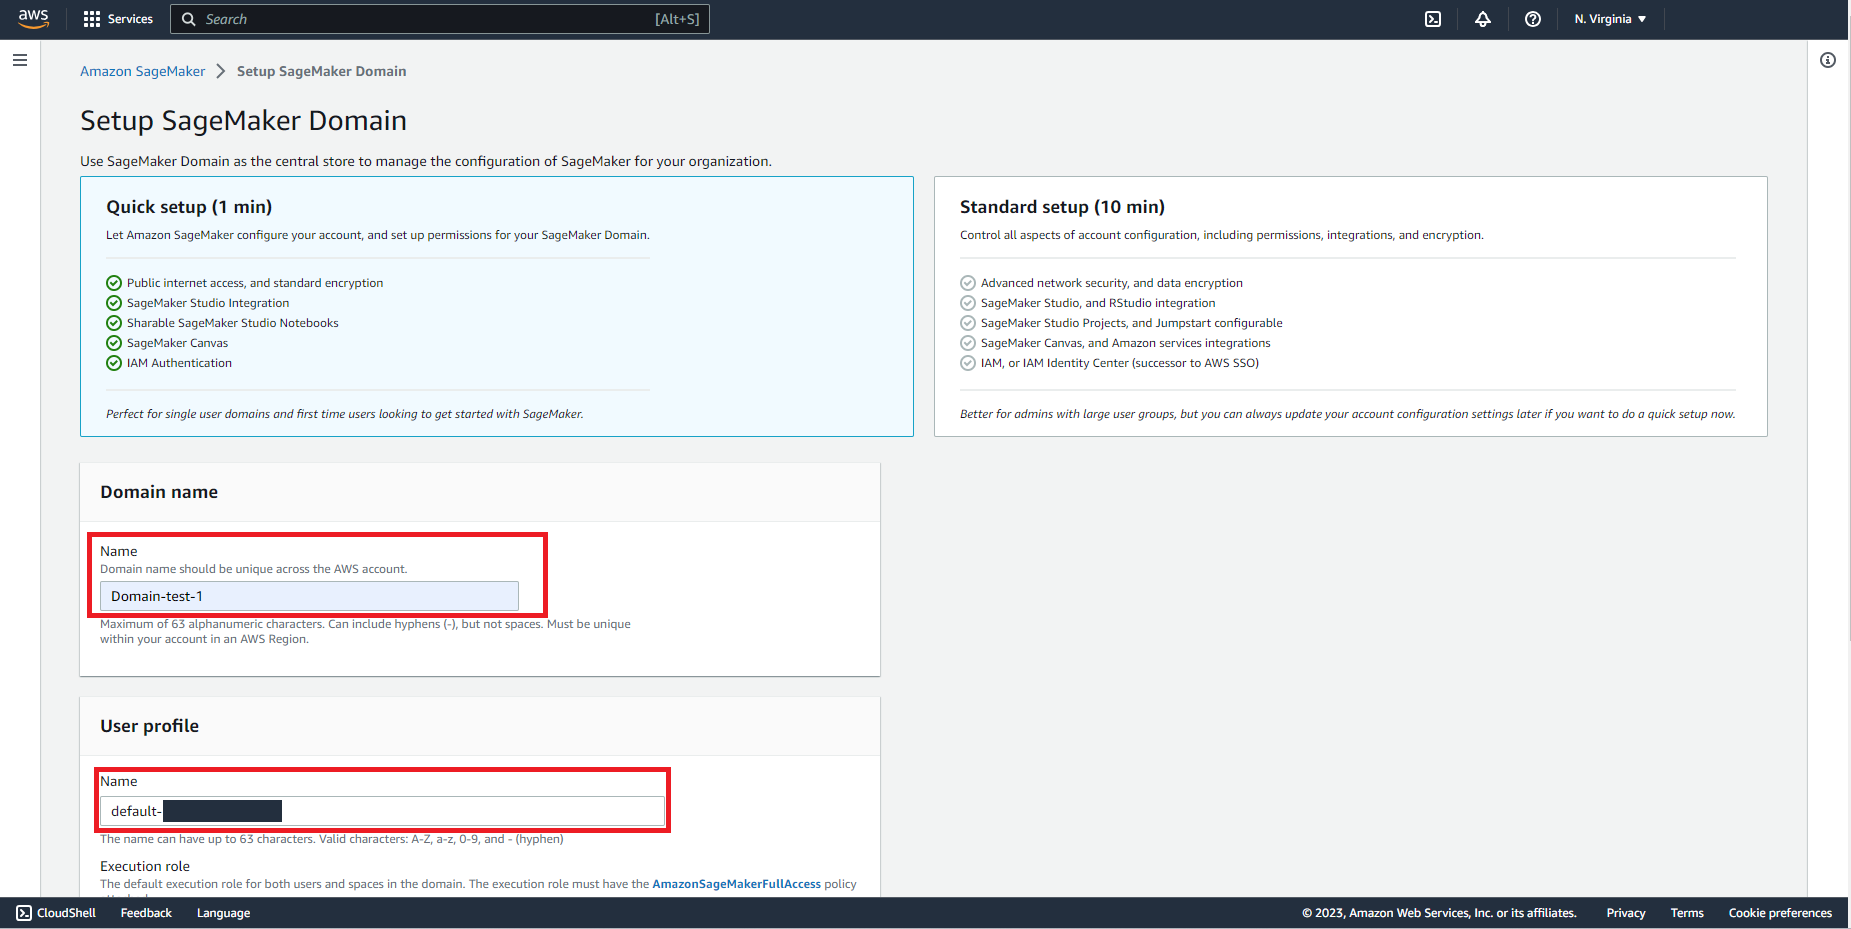 aws
Services
Search
[Alt+S]
N. Virginia
Amazon SageMaker
Setup SageMaker Domain
Setup SageMaker Domain
Use SageMaker Domain as the central store to manage the configuration of SageMaker for your organization.
Quick setup (1 min)
Let Amazon SageMaker configure your account, and set up permissions for your SageMaker Domain.
Public internet access, and standard encryption
SageMaker Studio Integration
Sharable SageMaker Studio Notebooks
SageMaker Canvas
IAM Authentication
Perfect for single user domains and first time users looking to get started with SageMaker.
Standard setup (10 min)
Control all aspects of account configuration, including permissions, integrations, and encryption.
Advanced network security, and data encryption
SageMaker Studio, and RStudio integration
SageMaker Studio Projects, and Jumpstart configurable
SageMaker Canvas, and Amazon services integrations
IAM, or IAM Identity Center (successor to AWS SSO)
Better for admins with large user groups, but you can always update your account configuration settings later if you want to do a quick setup now.
Domain name
Name
Domain name should be unique across the AWS account.
Domain-test-1
Maximum of 63 alphanumeric characters. Can include hyphens (-), but not spaces. Must be unique
within your account in an AWS Region.
User profile
Name
default-
The name can have up to 63 characters. Valid characters: A-Z, a-z, 0-9, and - (hyphen)
Execution role
The default execution role for both users and spaces in the domain. The execution role must have the AmazonSageMakerFullAccess policy
CloudShell
Feedback
Language
© 2023, Amazon Web Services, Inc. or its affiliates.
Privacy
Terms
Cookie preferences